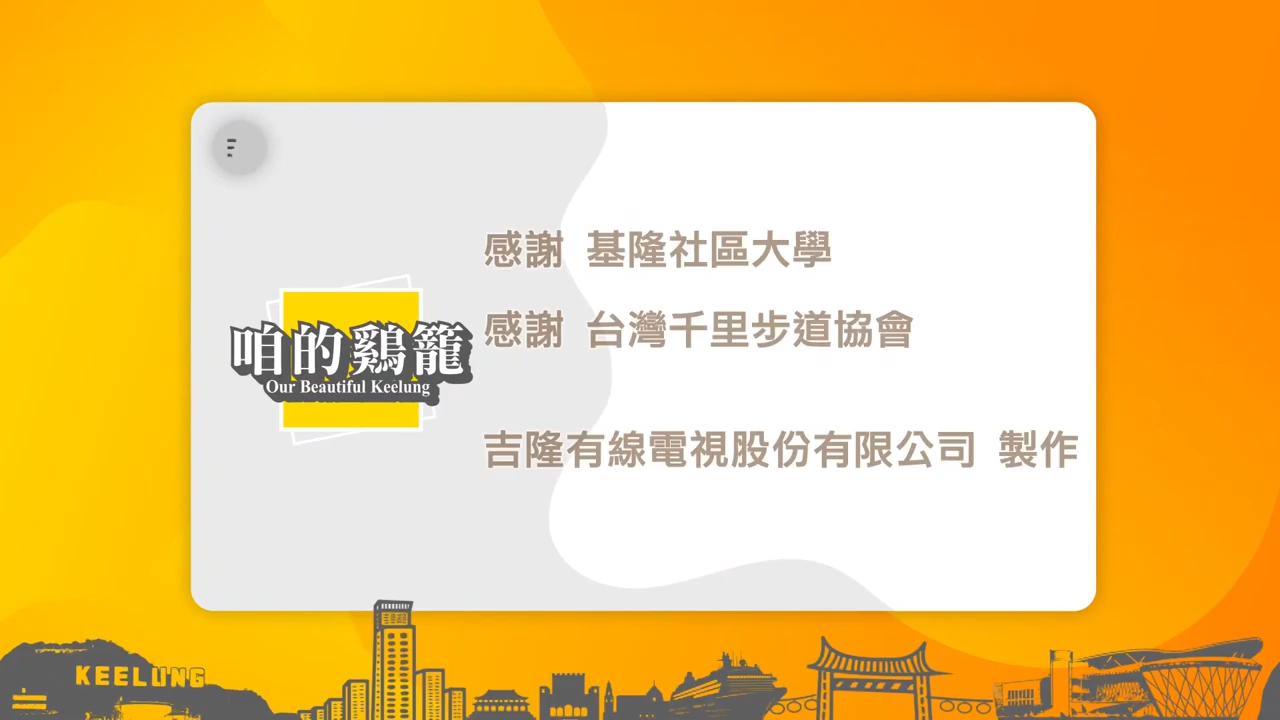 感謝 基隆社區大學
感謝 台灣千里步道協會
咱的鷄籠
Our Beautiful Keelung
吉隆有線電視股份有限公司 製作
KEELUNG